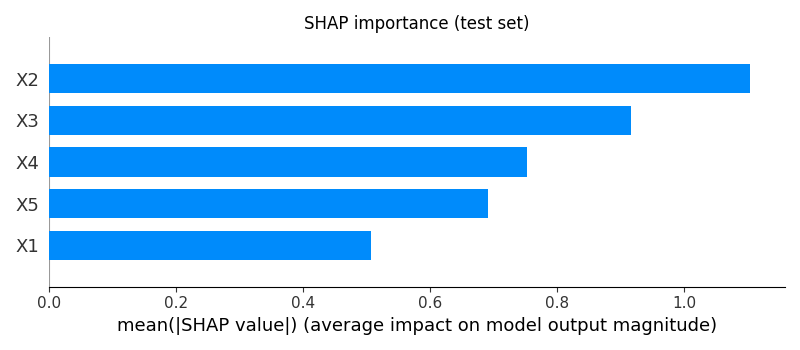 SHAP importance (test set)
X2
X3
X4
X5
X1
0.0 0.2 0.4 0.6 0.8 1.0
mean(|SHAP value|) (average impact on model output magnitude)